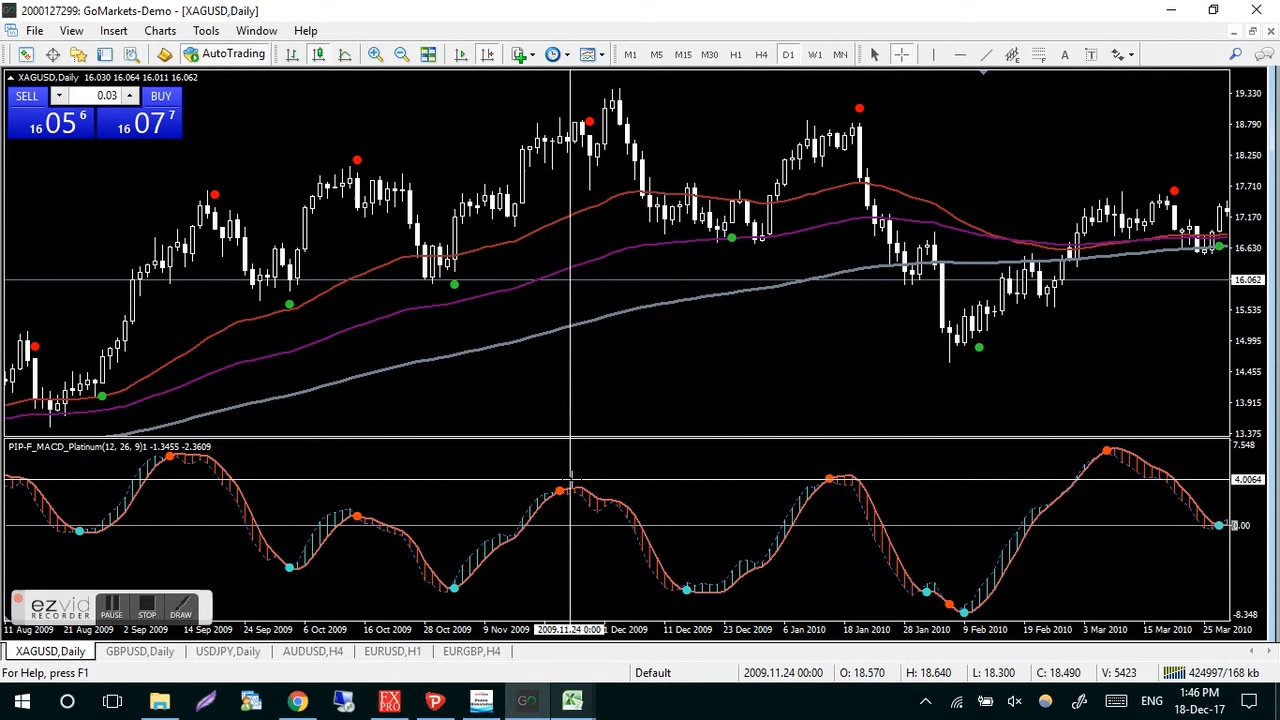 2000127299: GoMarkets-Demo - [XAGUSD,Daily]
File View Insert Charts Tools Window Help
AutoTrading M1 M5 M15 M30 H1 H4 D1 W1 MN A T
XAGUSD,Daily 16.030 16.064 16.011 16.062
SELL 0.03 BUY
16 05 6 16 07 7
19.330
18.790
18.250
17.710
17.170
16.630
16.062
15.535
14.995
14.455
13.915
13.375
PIP-F_MACD_Platinum(12, 26, 9)1 -1.3455 -2.3609
7.548
4.0064
0.00
-8.348
ezvid
RECORDER
PAUSE STOP DRAW
11 Aug 2009 21 Aug 2009 2 Sep 2009 14 Sep 2009 24 Sep 2009 6 Oct 2009 16 Oct 2009 28 Oct 2009 9 Nov 2009 2009.11.24 0:00 1 Dec 2009 11 Dec 2009 23 Dec 2009 6 Jan 2010 18 Jan 2010 28 Jan 2010 9 Feb 2010 19 Feb 2010 3 Mar 2010 15 Mar 2010 25 Mar 2010
XAGUSD,Daily GBPUSD,Daily USDJPY,Daily AUDUSD,H4 EURUSD,H1 EURGBP,H4
For Help, press F1 Default 2009.11.24 00:00 O: 18.570 H: 18.640 L: 18.300 C: 18.490 V: 5423 424997/168 kb
FX
PRO
GO
ENG
:46 PM
18-Dec-17